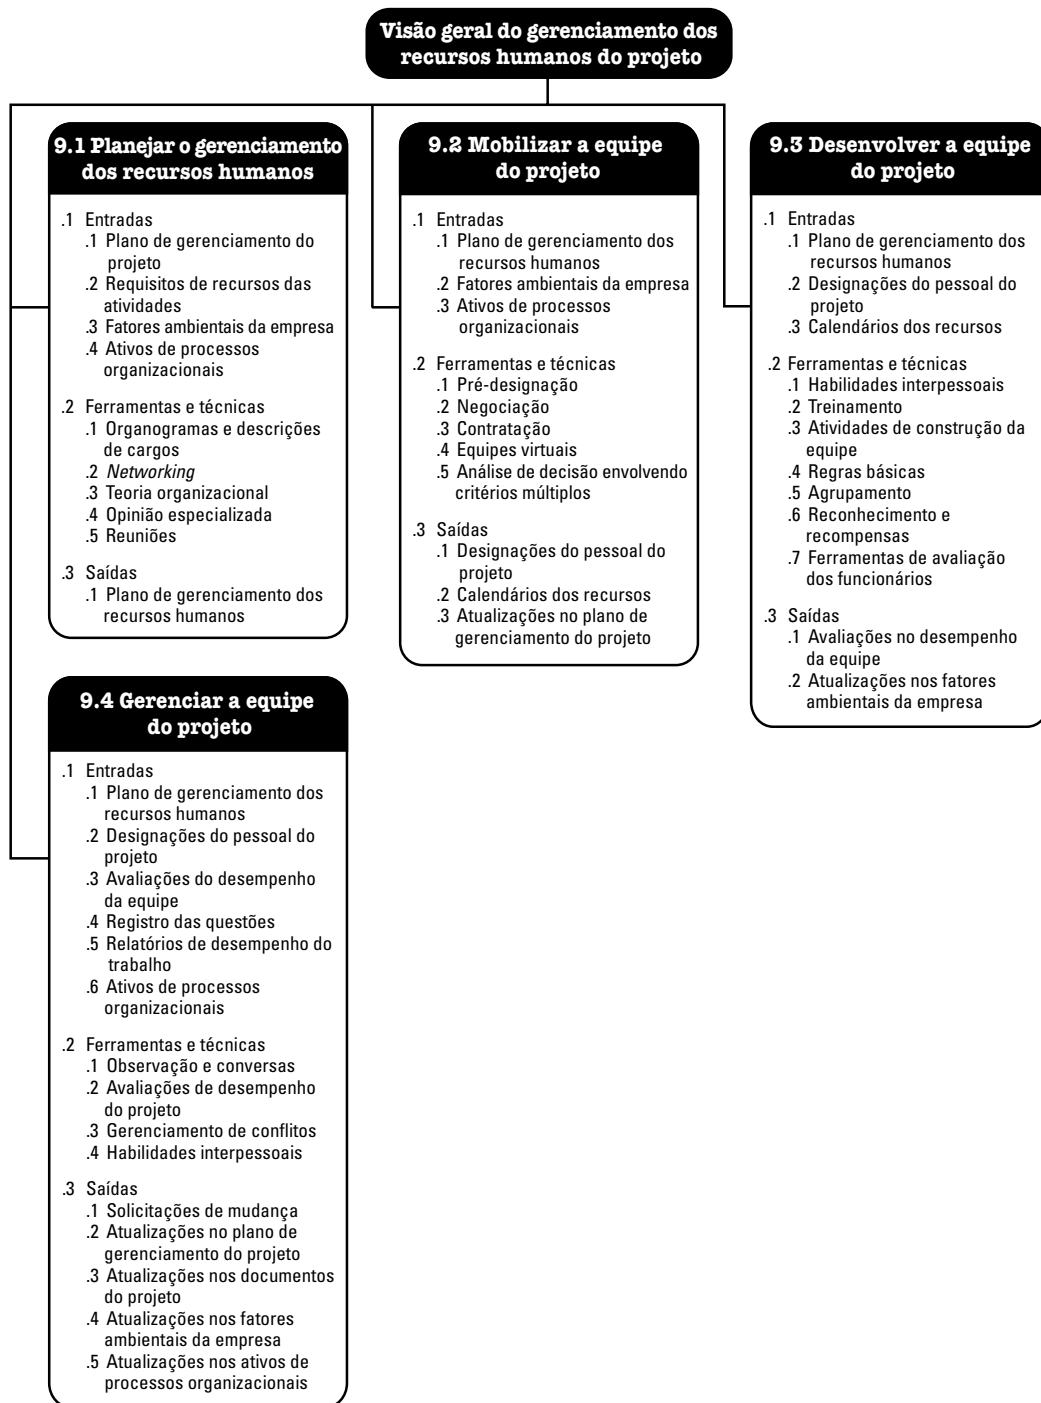 Visão geral do gerenciamento dos
recursos humanos do projeto
9.1 Planejar o gerenciamento
dos recursos humanos
.1 Entradas
.1 Plano de gerenciamento do
projeto
.2 Requisitos de recursos das
atividades
.3 Fatores ambientais da empresa
.4 Ativos de processos
organizacionais
.2 Ferramentas e técnicas
.1 Organogramas e descrições
de cargos
.2 Networking
.3 Teoria organizacional
.4 Opinião especializada
.5 Reuniões
.3 Saídas
.1 Plano de gerenciamento dos
recursos humanos
9.2 Mobilizar a equipe
do projeto
.1 Entradas
.1 Plano de gerenciamento dos
recursos humanos
.2 Fatores ambientais da empresa
.3 Ativos de processos
organizacionais
.2 Ferramentas e técnicas
.1 Pré-designação
.2 Negociação
.3 Contratação
.4 Equipes virtuais
.5 Análise de decisão envolvendo
critérios múltiplos
.3 Saídas
.1 Designações do pessoal do
projeto
.2 Calendários dos recursos
.3 Atualizações no plano de
gerenciamento do projeto
9.3 Desenvolver a equipe
do projeto
.1 Entradas
.1 Plano de gerenciamento dos
recursos humanos
.2 Designações do pessoal do
projeto
.3 Calendários dos recursos
.2 Ferramentas e técnicas
.1 Habilidades interpessoais
.2 Treinamento
.3 Atividades de construção da
equipe
.4 Regras básicas
.5 Agrupamento
.6 Reconhecimento e
recompensas
.7 Ferramentas de avaliação
dos funcionários
.3 Saídas
.1 Avaliações no desempenho
da equipe
.2 Atualizações nos fatores
ambientais da empresa
9.4 Gerenciar a equipe
do projeto
.1 Entradas
.1 Plano de gerenciamento dos
recursos humanos
.2 Designações do pessoal do
projeto
.3 Avaliações do desempenho
da equipe
.4 Registro das questões
.5 Relatórios de desempenho do
trabalho
.6 Ativos de processos
organizacionais
.2 Ferramentas e técnicas
.1 Observação e conversas
.2 Avaliações de desempenho
do projeto
.3 Gerenciamento de conflitos
.4 Habilidades interpessoais
.3 Saídas
.1 Solicitações de mudança
.2 Atualizações no plano de
gerenciamento do projeto
.3 Atualizações nos documentos
do projeto
.4 Atualizações nos fatores
ambientais da empresa
.5 Atualizações nos ativos de
processos organizacionais